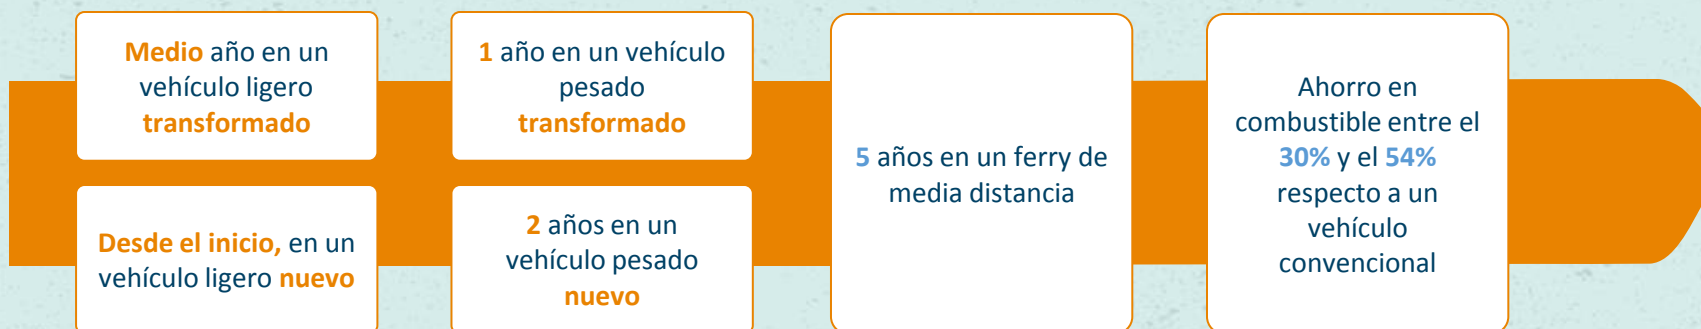 Medio año en un
vehículo ligero
transformado
Desde el inicio, en un
vehículo ligero nuevo
1 año en un vehículo
pesado
transformado
2 años en un
vehículo pesado
nuevo
5 años en un ferry de
media distancia
Ahorro en
combustible entre el
30% y el 54%
respecto a un
vehículo
convencional